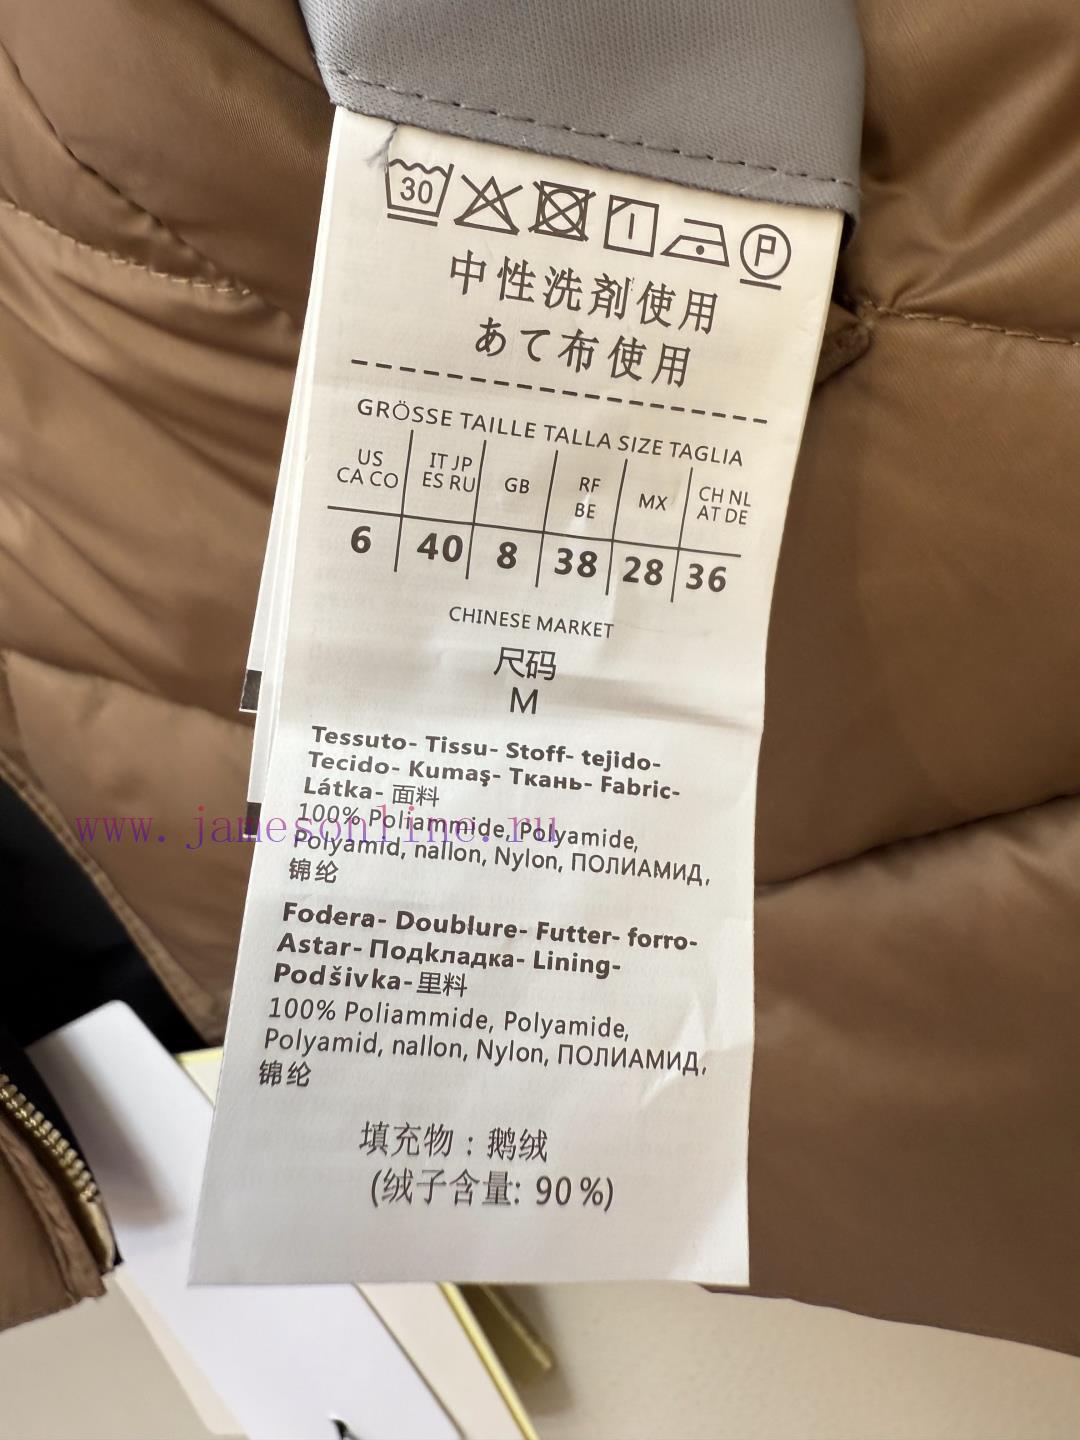 30
P
中性洗剤使用
あて布使用
GRÖSSE TAILLE TALLA SIZE TAGLIA
US CA CO
IT JP ES RU
GB
RF BE
MX
CH NL AT DE
6 40 8 38 28 36
CHINESE MARKET
尺码
M
Tessuto- Tissu- Stoff- tejido-
Tecido- Kumaş- Ткань- Fabric-
Látka- 面料
100% Poliammide, Polyamide,
Polyamid, nallon, Nylon, ПОЛИАМИД,
锦纶
www.jamesonline.ru
Fodera- Doublure- Futter- forro-
Astar- Подкладка- Lining-
Podšivka- 里料
100% Poliammide, Polyamide,
Polyamid, nallon, Nylon, ПОЛИАМИД,
锦纶
填充物：鹅绒
(绒子含量: 90%)